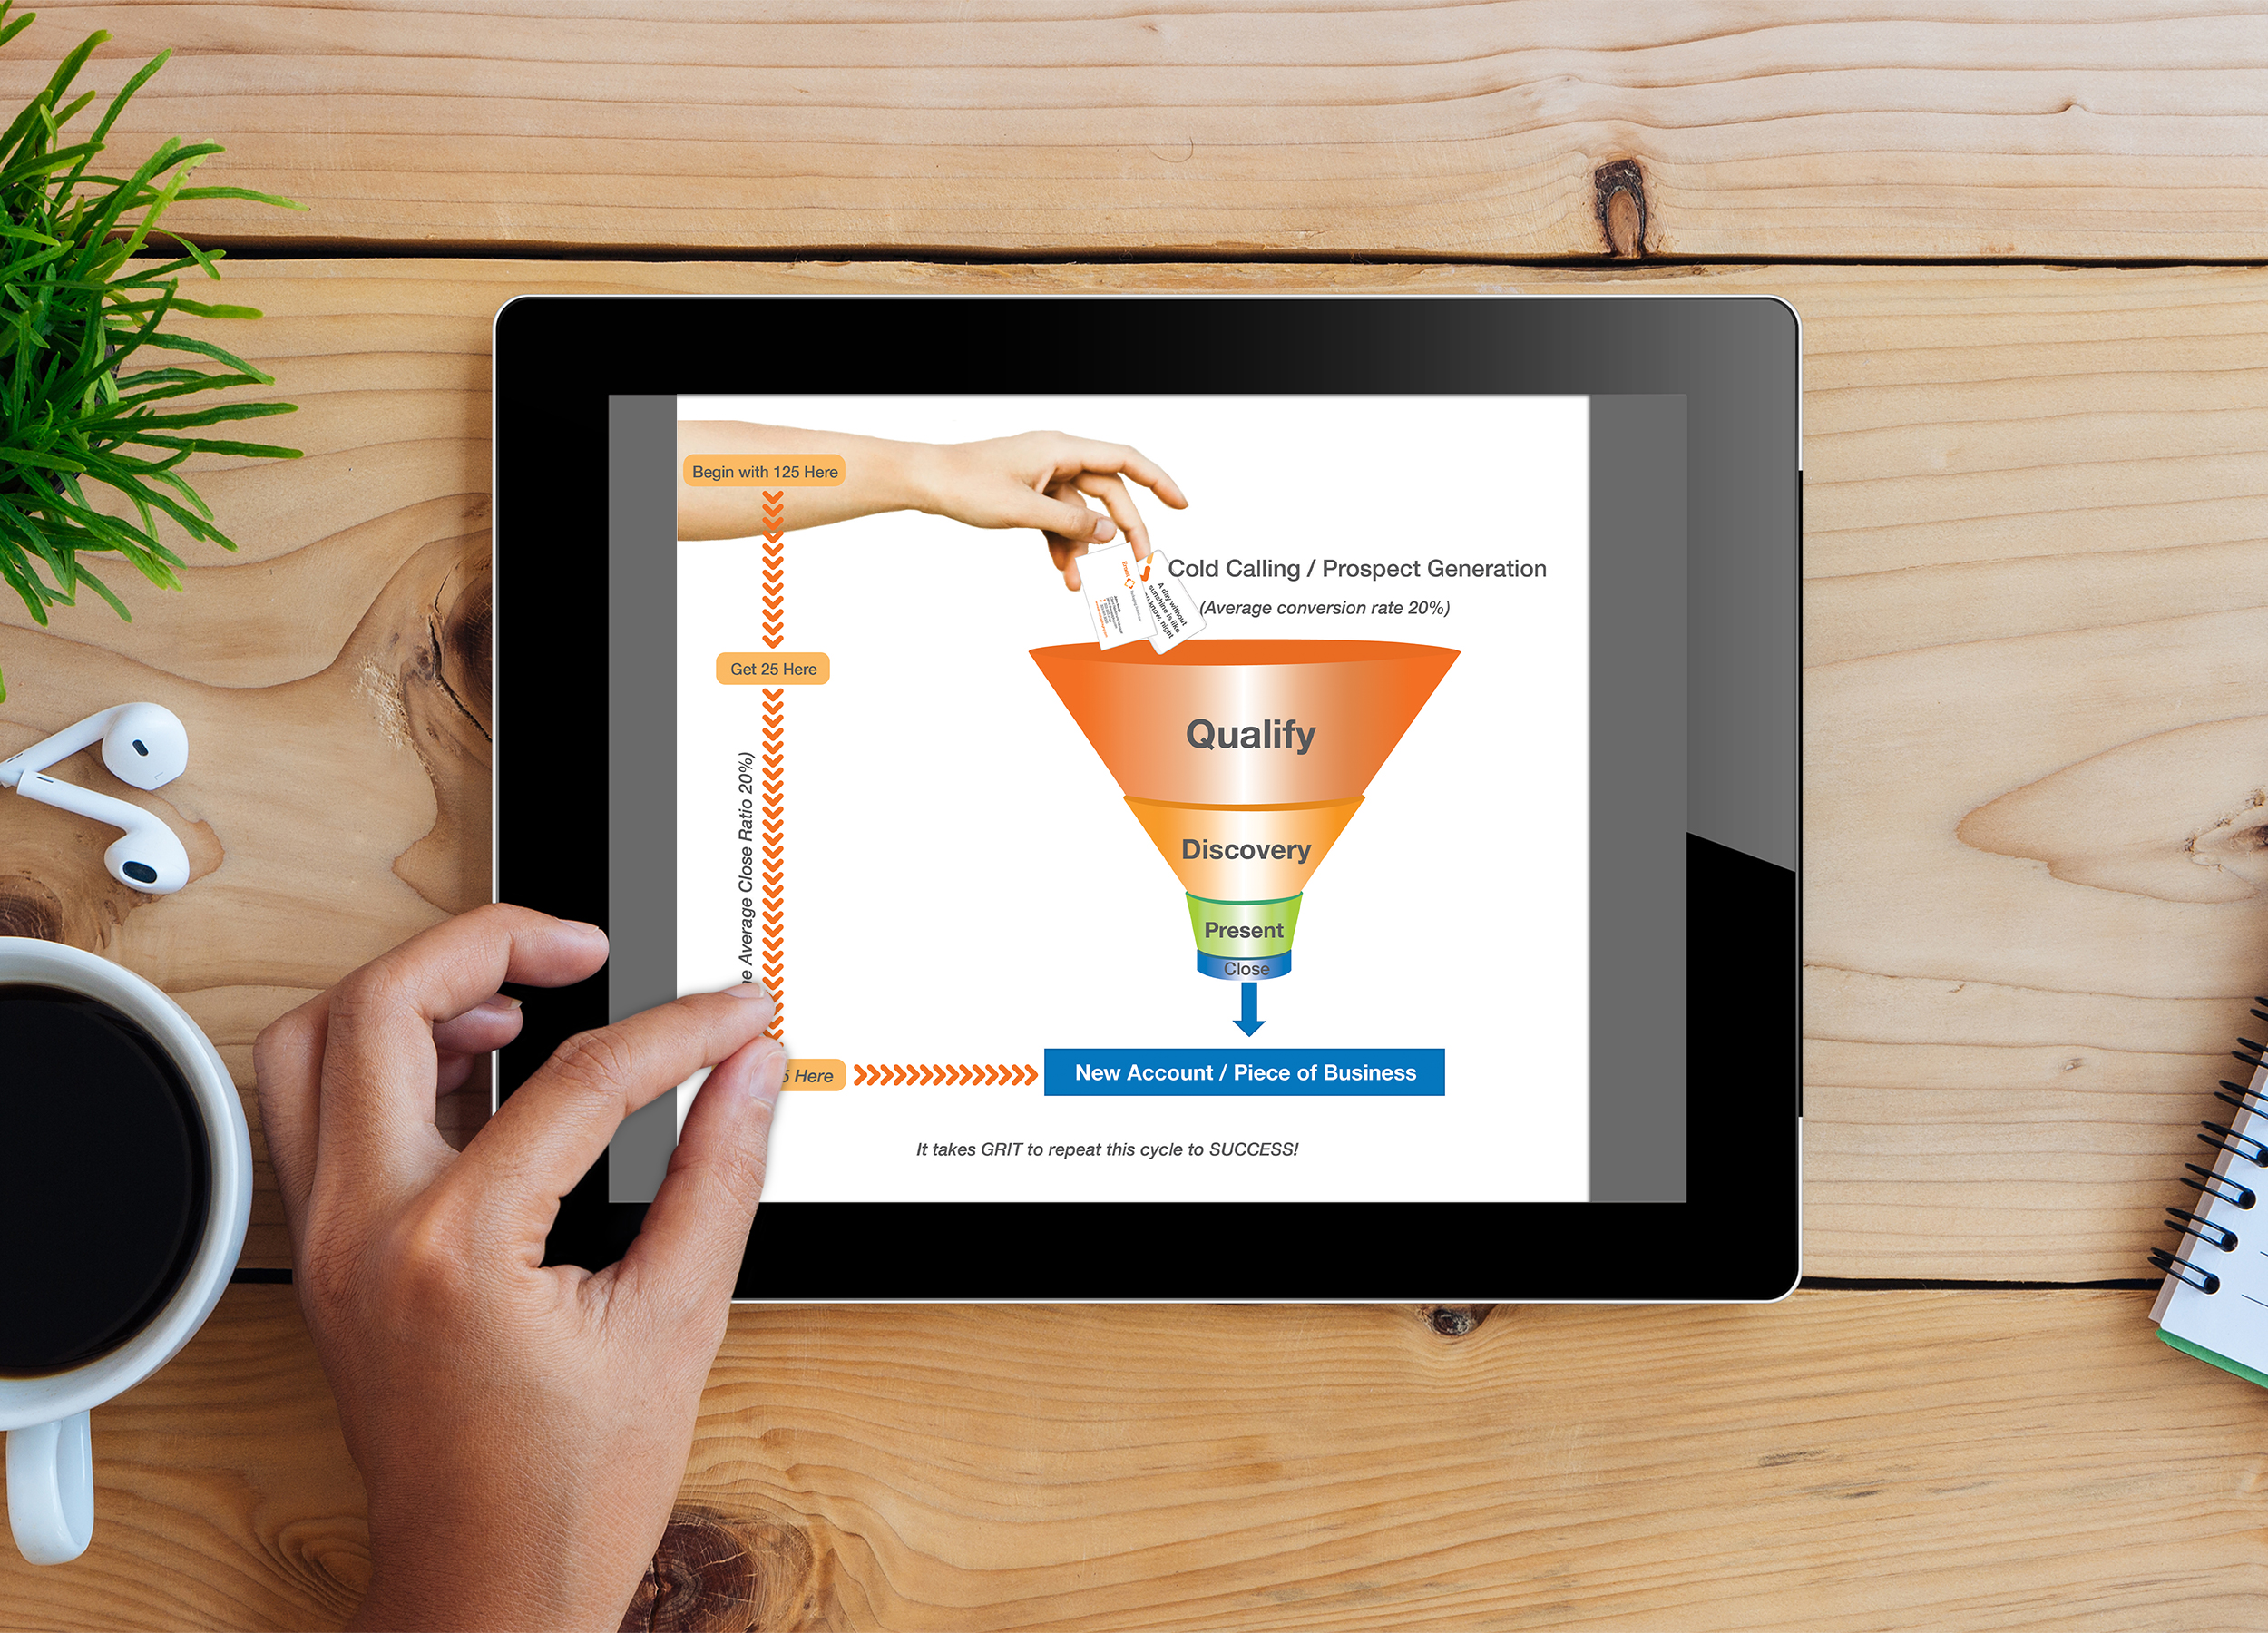 Begin with 125 Here
Cold Calling / Prospect Generation
(Average conversion rate 20%)
A day without
sunshine is like
know, night
Get 25 Here
Qualify
Average Close Ratio 20%)
Discovery
Present
Close
5 Here
New Account / Piece of Business
It takes GRIT to repeat this cycle to SUCCESS!